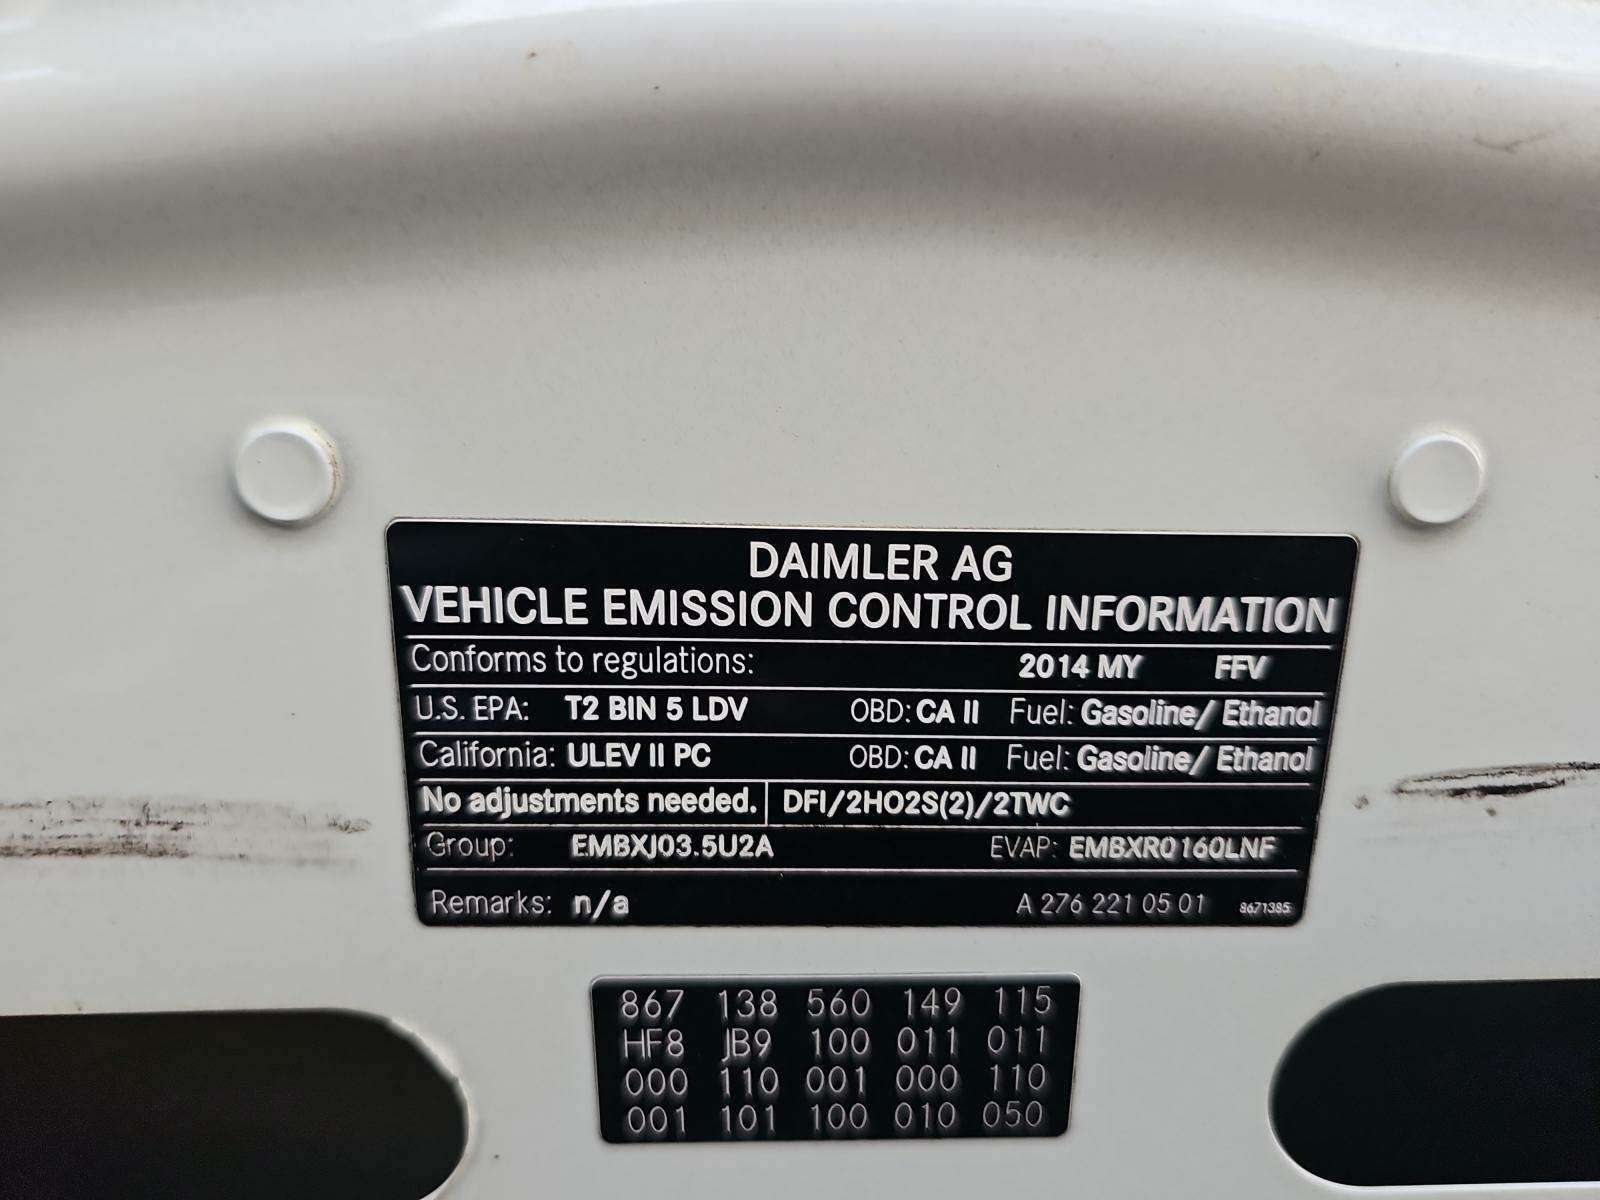 DAIMLER AG
VEHICLE EMISSION CONTROL INFORMATION
Conforms to regulations: 2014 MY FFV
U.S. EPA: T2 BIN 5 LDV OBD: CA II Fuel: Gasoline/ Ethanol
California: ULEV II PC OBD: CA II Fuel: Gasoline/ Ethanol
No adjustments needed. DFI/2HO2S(2)/2TWC
Group: EMBXJ03.5U2A EVAP: EMBXR0160LNF
Remarks: n/a A 276 221 05 01 8671385
867 138 560 149 115
HF8 JB9 100 011 011
000 110 001 000 110
001 101 100 010 050